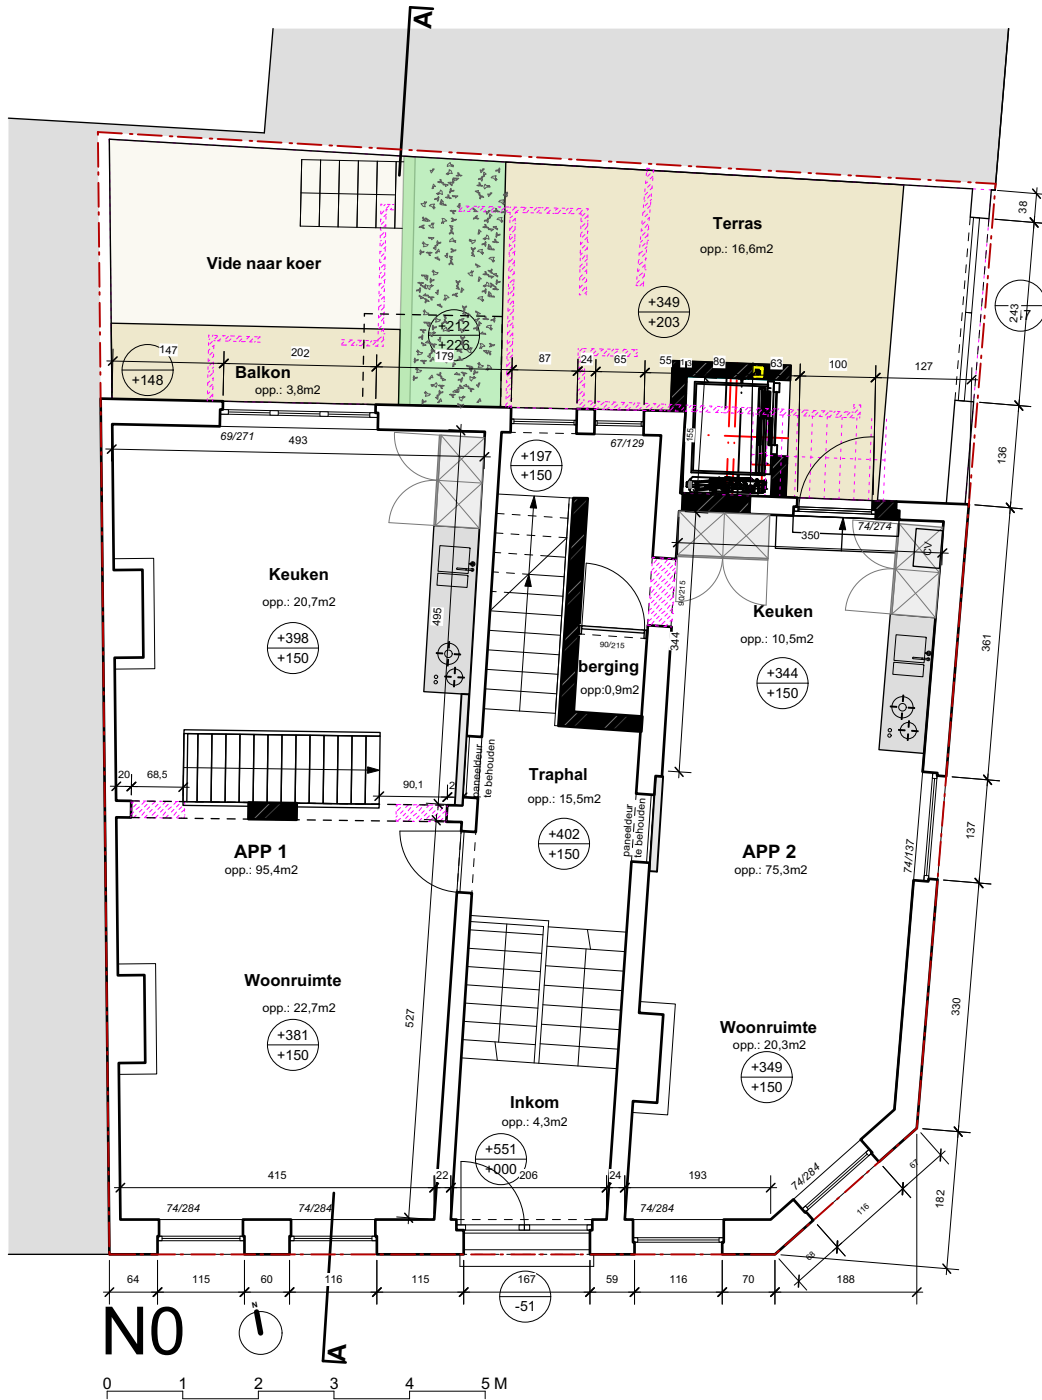 A
Terras
opp.: 16,6m2
Vide naar koer
38
243
17
+349
+203
+212
+226
147
202
179
87
24
65
55
13
89
63
100
127
+148
Balkon
opp.: 3,8m2
69/271
493
67/129
+197
+150
155
136
74/274
350
CV
Keuken
opp.: 20,7m2
+398
+150
495
90/215
344
Keuken
opp.: 10,5m2
+344
+150
361
90/215
berging
opp:0,9m2
20
68,5
90,1
2
paneeldeur
te behouden
Traphal
opp.: 15,5m2
+402
+150
paneeldeur
te behouden
APP 1
opp.: 95,4m2
APP 2
opp.: 75,3m2
74/137
137
Woonruimte
opp.: 22,7m2
+381
+150
527
330
Woonruimte
opp.: 20,3m2
+349
+150
Inkom
opp.: 4,3m2
+551
+000
415
22
206
24
193
74/284
74/284
74/284
74/284
67
116
68
182
64
115
60
116
115
167
59
116
70
188
-51
N0
N
A
0 1 2 3 4 5 M